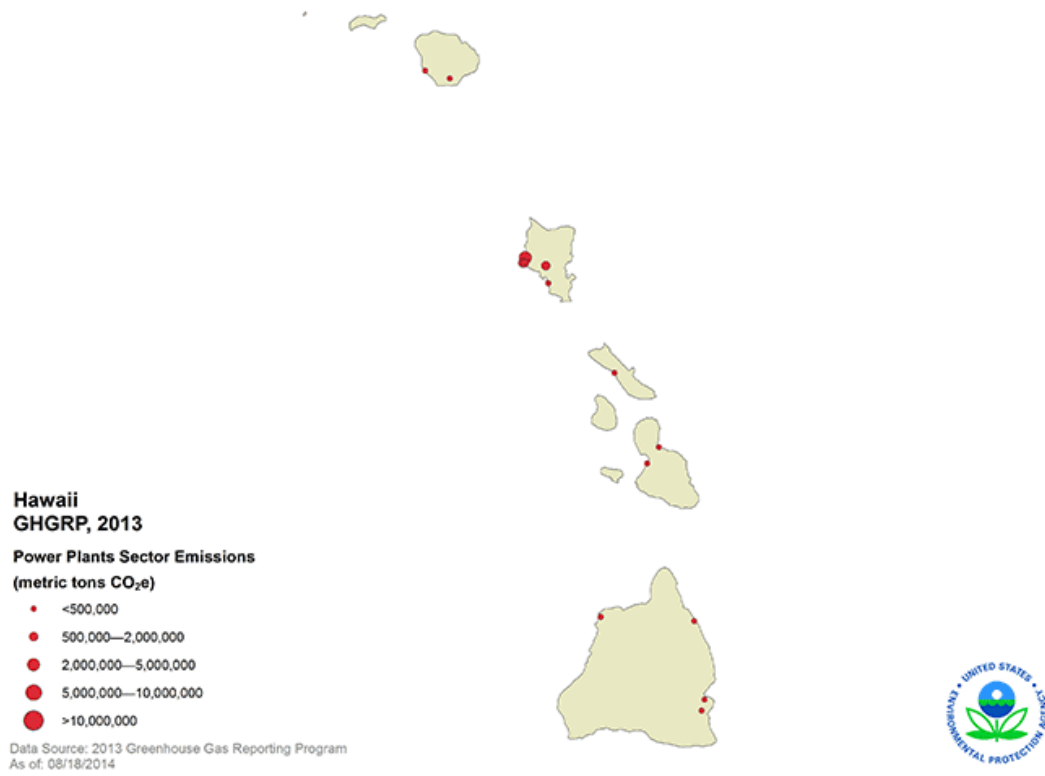 Hawaii
GHGRP, 2013
Power Plants Sector Emissions
(metric tons CO₂e)
<500,000
500,000—2,000,000
2,000,000—5,000,000
5,000,000—10,000,000
>10,000,000
Data Source: 2013 Greenhouse Gas Reporting Program
As of: 08/18/2014
UNITED STATES
ENVIRONMENTAL PROTECTION AGENCY